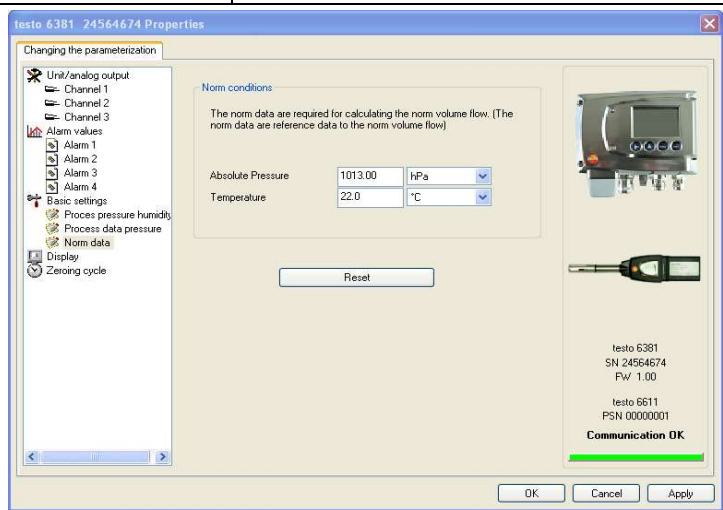 testo 6381 24564674 Properties
Changing the parameterization
Unit/analog output
Channel 1
Channel 2
Channel 3
Alarm values
Alarm 1
Alarm 2
Alarm 3
Alarm 4
Basic settings
Proces pressure humidity
Process data pressure
Norm data
Display
Zeroing cycle
Norm conditions
The norm data are required for calculating the norm volume flow. (The
norm data are reference data to the norm volume flow)
Absolute Pressure 1013.00 hPa
Temperature 22.0 °C
Reset
testo 6381
SN 24564674
FW 1.00
testo 6611
PSN 00000001
Communication OK
OK Cancel Apply